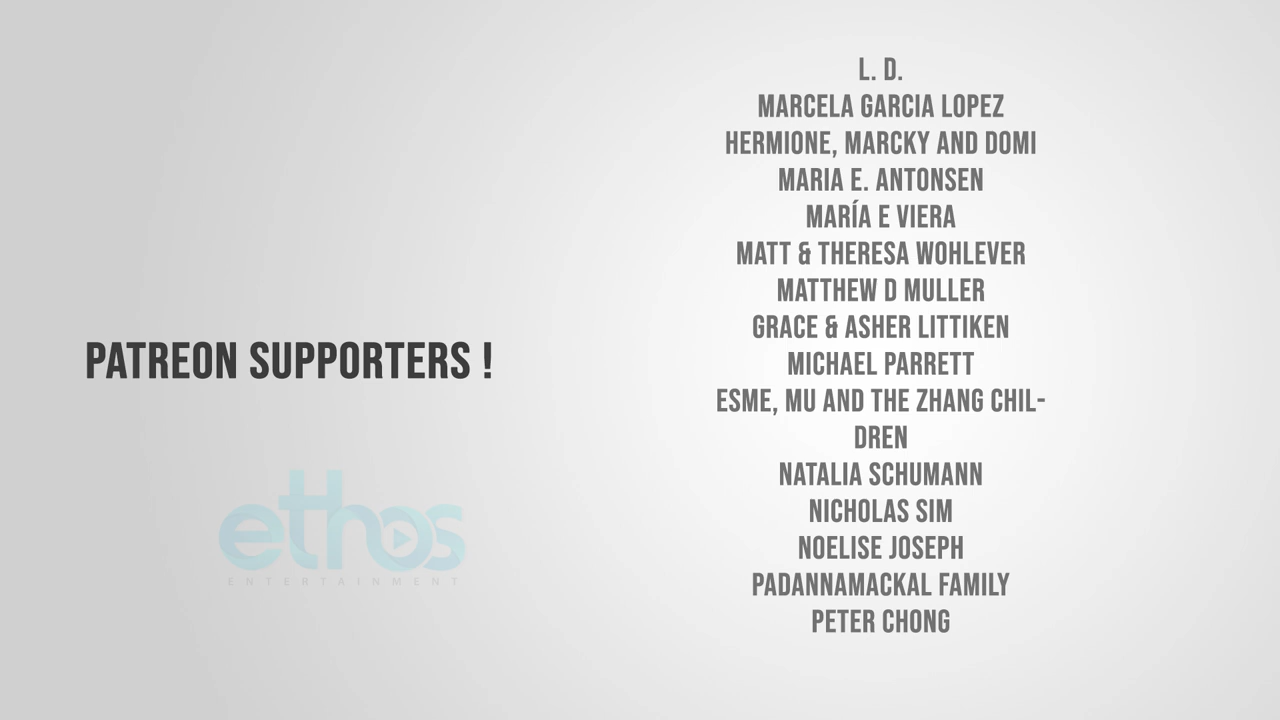 PATREON SUPPORTERS !
ethos
ENTERTAINMENT
L. D.
MARCELA GARCIA LOPEZ
HERMIONE, MARCKY AND DOMI
MARIA E. ANTONSEN
MARÍA E VIERA
MATT & THERESA WOHLEVER
MATTHEW D MULLER
GRACE & ASHER LITTIKEN
MICHAEL PARRETT
ESME, MU AND THE ZHANG CHIL-
DREN
NATALIA SCHUMANN
NICHOLAS SIM
NOELISE JOSEPH
PADANNAMACKAL FAMILY
PETER CHONG